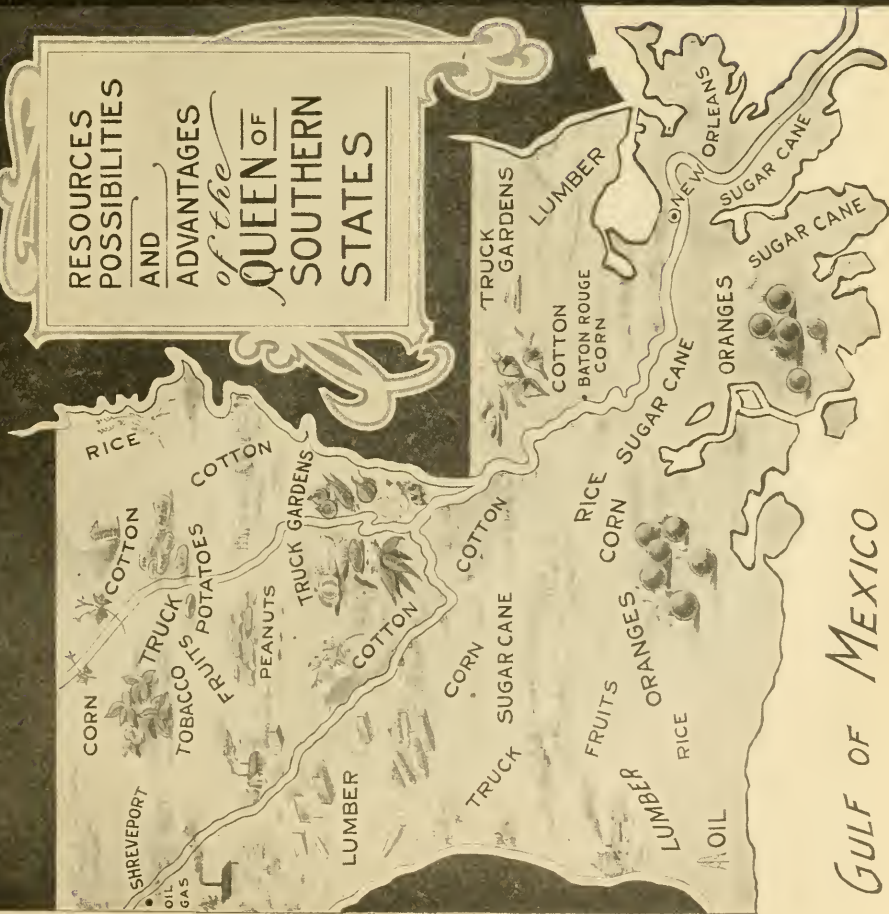 RESOURCES
POSSIBILITIES
AND
ADVANTAGES
of the
QUEEN OF
SOUTHERN
STATES
RICE
COTTON
COTTON
CORN
TRUCK
POTATOES
FRUITS
TOBACCO
PEANUTS
TRUCK GARDENS
SHREVEPORT
OIL
GAS
COTTON
LUMBER
COTTON
CORN
SUGAR CANE
TRUCK
TRUCK
GARDENS
LUMBER
COTTON
BATON ROUGE
CORN
NEW ORLEANS
SUGAR CANE
SUGAR CANE
ORANGES
SUGAR CANE
RICE
CORN
ORANGES
FRUITS
RICE
LUMBER
OIL
GULF OF MEXICO